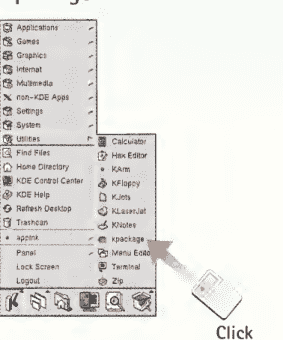 Applications
Games
Graphics
Internet
Multimedia
non-KDE Apps
Settings
System
Utilities
Find Files
Home Directory
KDE Control Center
KDE Help
Refresh Desktop
Trashcan
Panel
Lock Screen
Logout
Calculator
Hex Editor
KArm
KFloppy
KJots
KLaserJet
KNotes
kpackage
Menu Editor
Terminal
Zip
Click